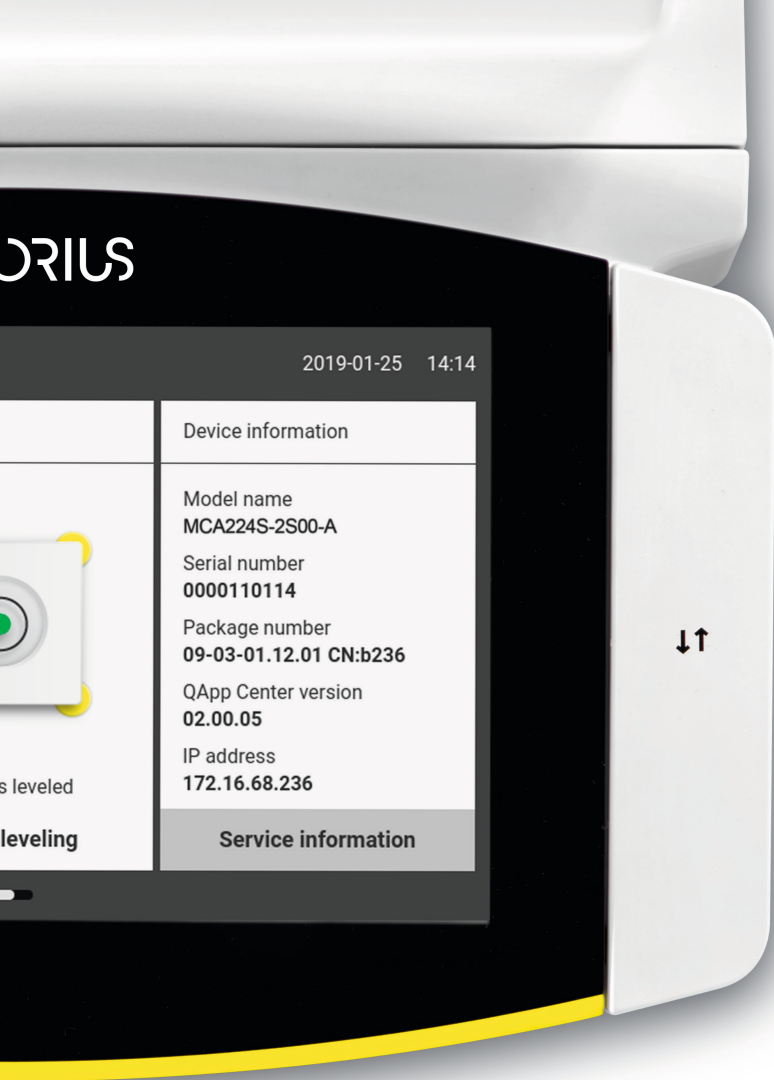 ORIUS
2019-01-25 14:14
Device information
Model name
MCA224S-2S00-A
Serial number
0000110114
Package number
09-03-01.12.01 CN:b236
QApp Center version
02.00.05
IP address
172.16.68.236
Service information
s leveled
leveling